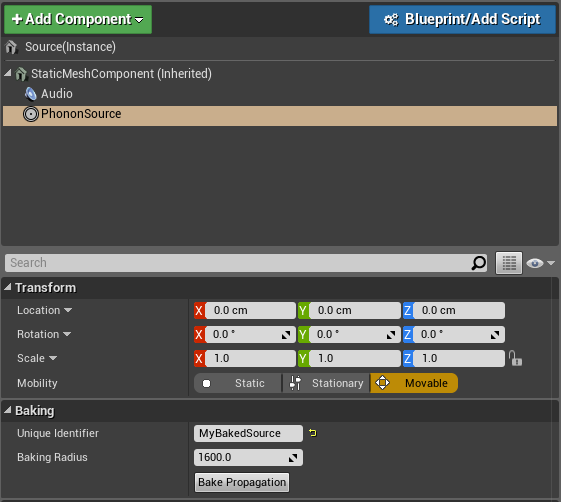 + Add Component
Blueprint/Add Script
Source(Instance)
StaticMeshComponent (Inherited)
Audio
PhononSource
Search
Transform
Location X 0.0 cm Y 0.0 cm Z 0.0 cm
Rotation X 0.0 ° Y 0.0 ° Z 0.0 °
Scale X 1.0 Y 1.0 Z 1.0
Mobility Static Stationary Movable
Baking
Unique Identifier MyBakedSource
Baking Radius 1600.0
Bake Propagation